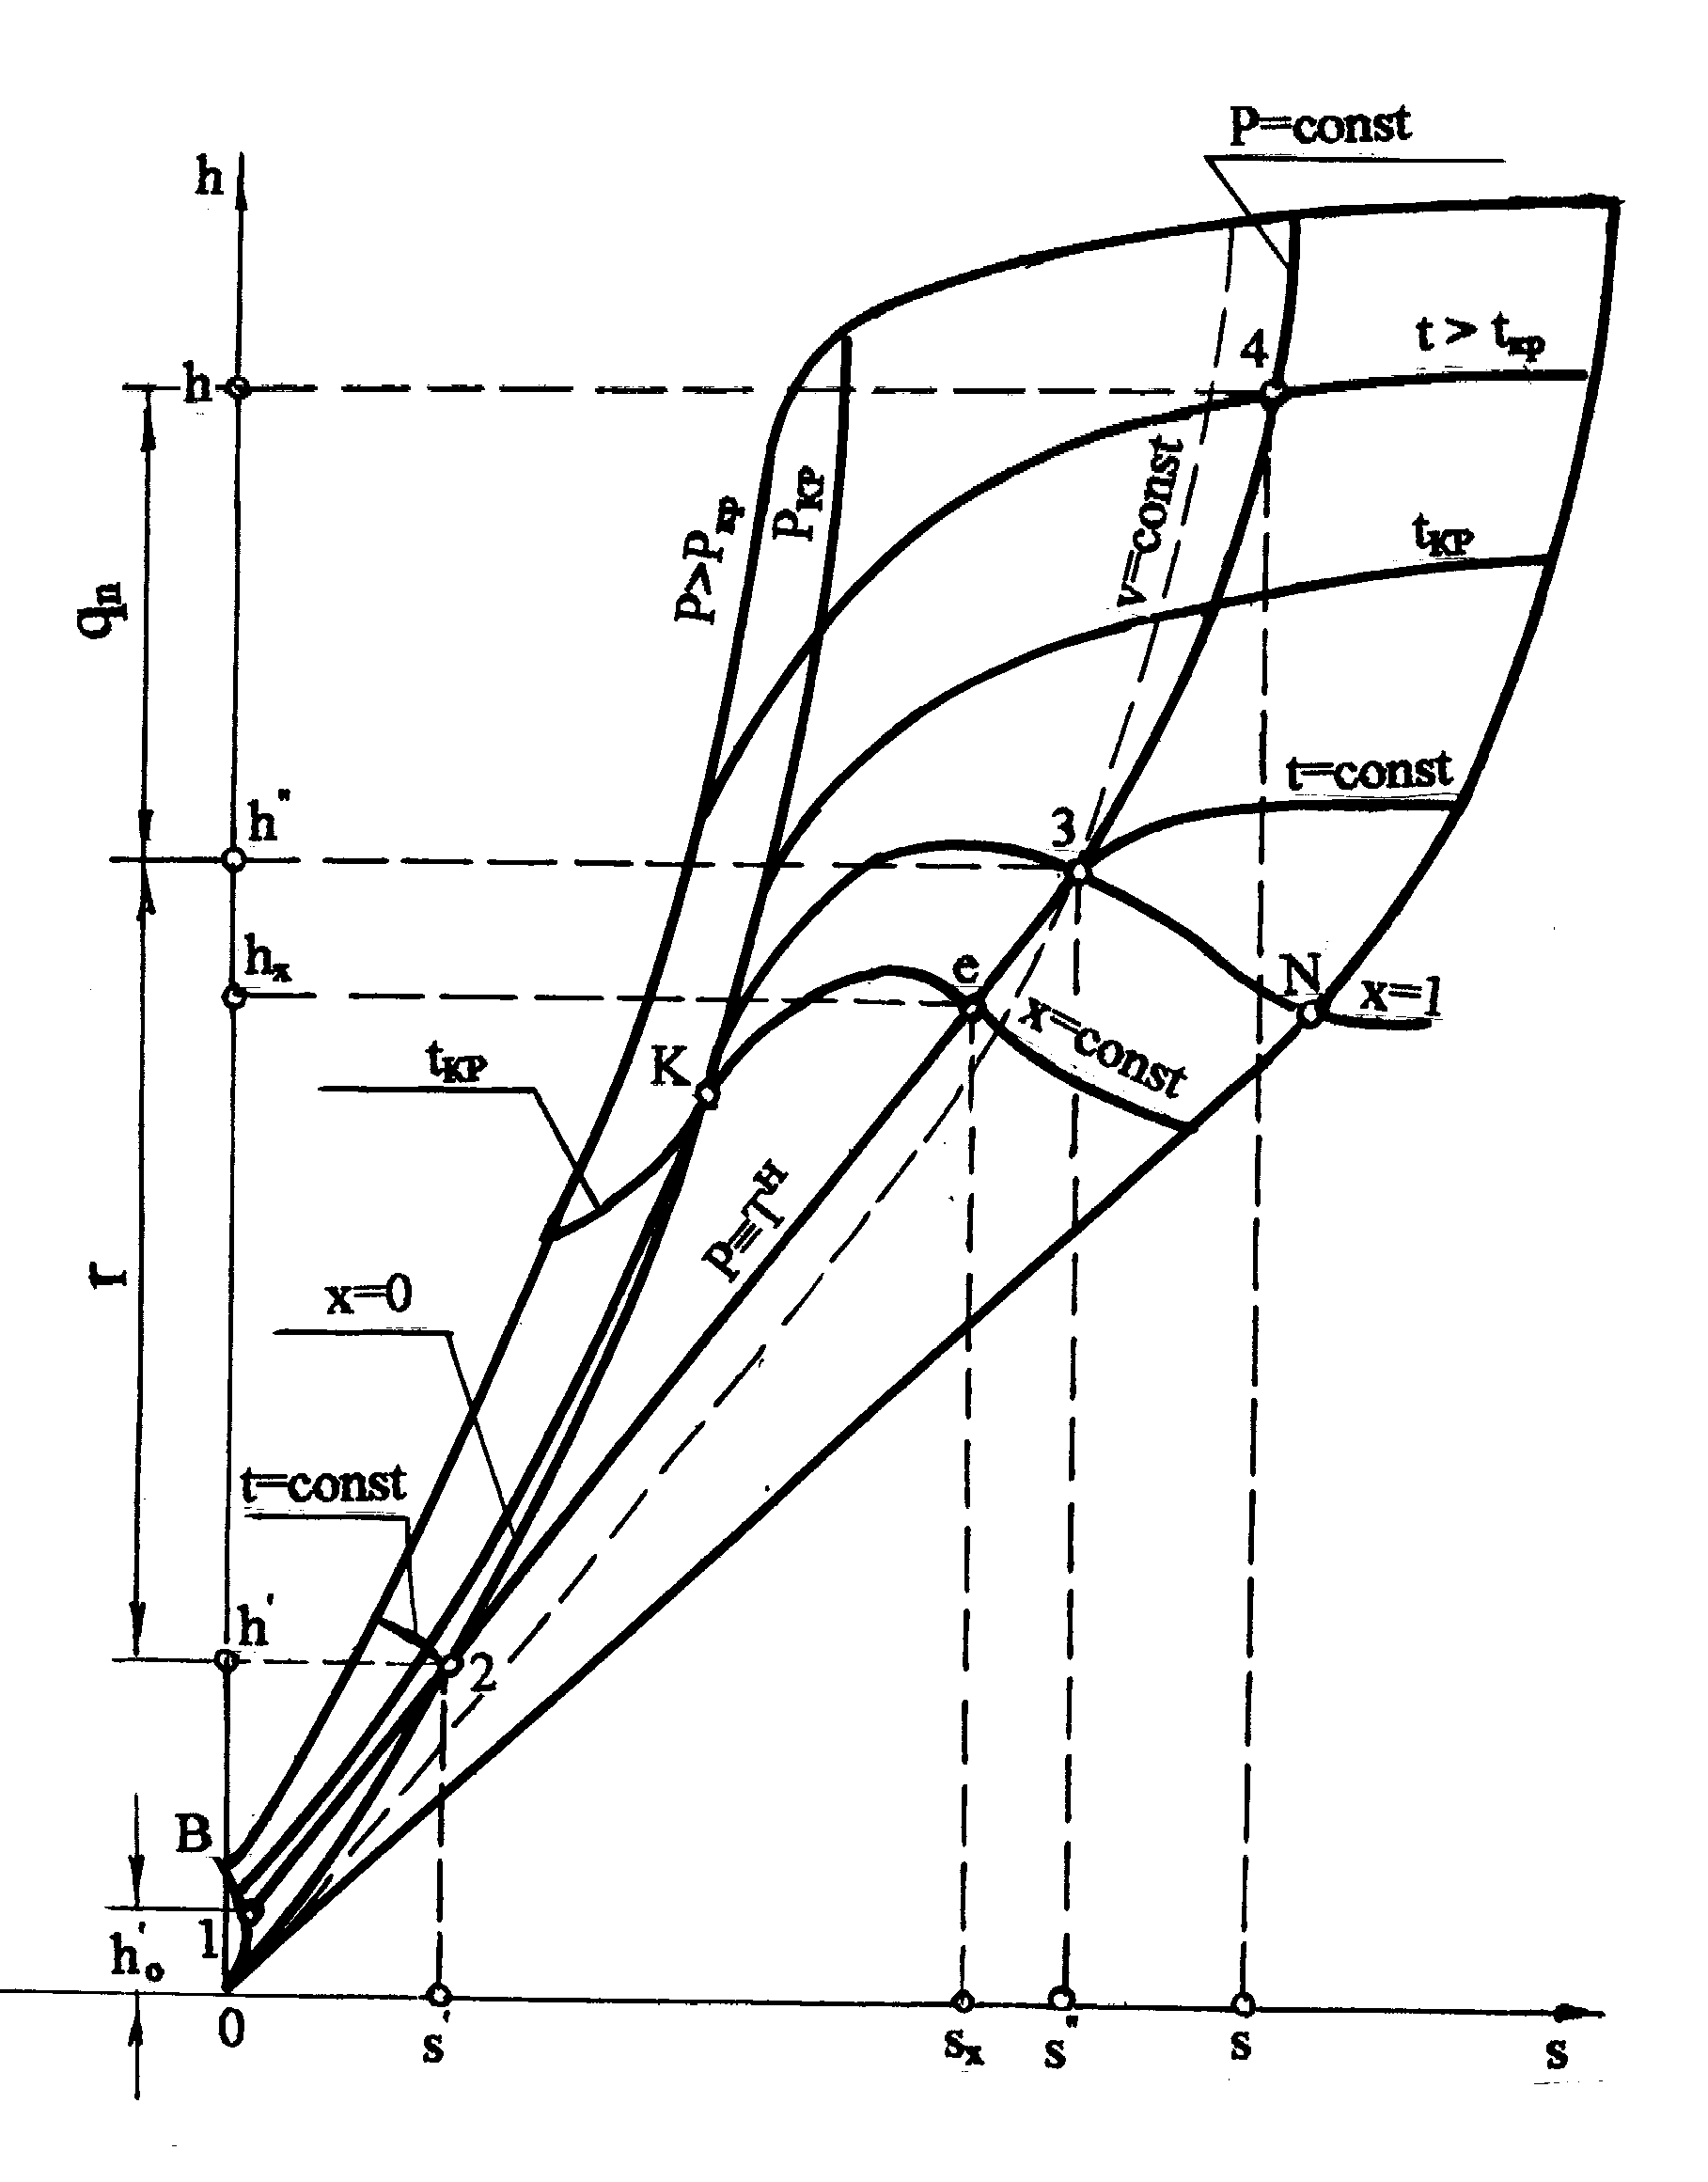 P=const
h
t > tкр
4
h
v=const
Pкр
P>Pкр
tкр
qп
t=const
3
h"
N
x=1
e
hx
x=const
K
tкр
P≡Tн
r
x=0
t=const
h'
2
B
1
h'o
0
s'
sx
s"
s
s